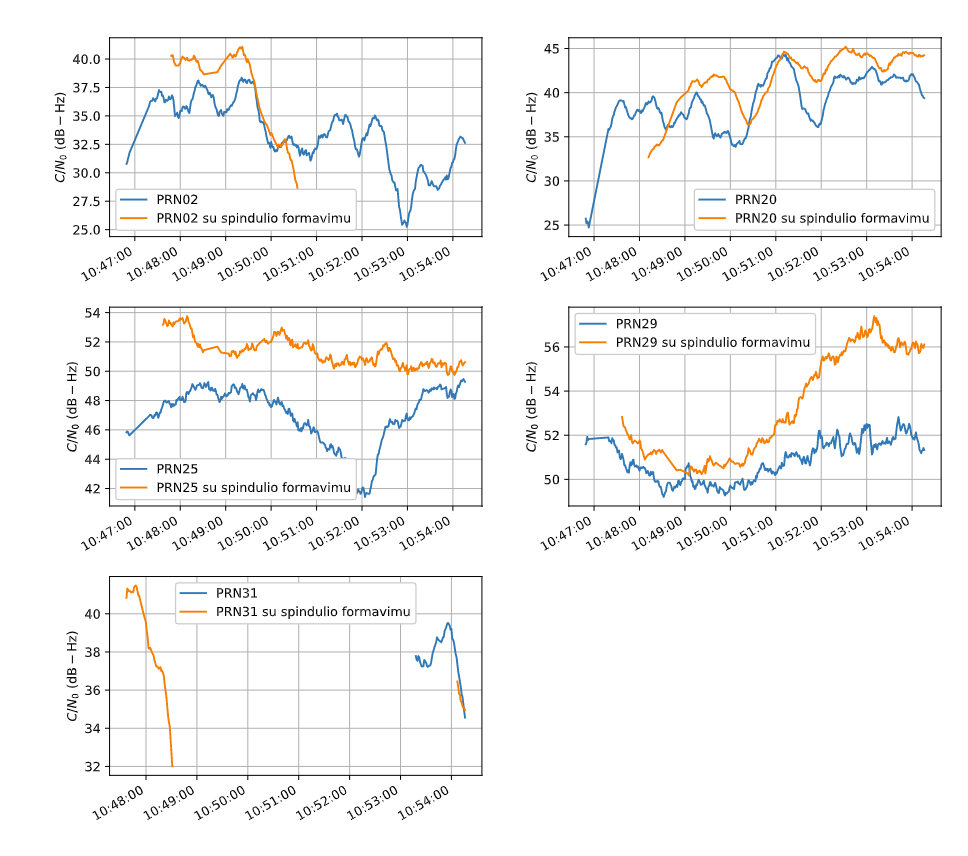 C/N₀ (dB − Hz)
40.0
37.5
35.0
32.5
30.0
27.5
25.0
PRN02
PRN02 su spindulio formavimu
10:47:00 10:48:00 10:49:00 10:50:00 10:51:00 10:52:00 10:53:00 10:54:00
C/N₀ (dB − Hz)
45
40
35
30
25
PRN20
PRN20 su spindulio formavimu
10:47:00 10:48:00 10:49:00 10:50:00 10:51:00 10:52:00 10:53:00 10:54:00
C/N₀ (dB − Hz)
54
52
50
48
46
44
42
PRN25
PRN25 su spindulio formavimu
10:47:00 10:48:00 10:49:00 10:50:00 10:51:00 10:52:00 10:53:00 10:54:00
C/N₀ (dB − Hz)
56
54
52
50
PRN29
PRN29 su spindulio formavimu
10:47:00 10:48:00 10:49:00 10:50:00 10:51:00 10:52:00 10:53:00 10:54:00
C/N₀ (dB − Hz)
40
38
36
34
32
PRN31
PRN31 su spindulio formavimu
10:48:00 10:49:00 10:50:00 10:51:00 10:52:00 10:53:00 10:54:00